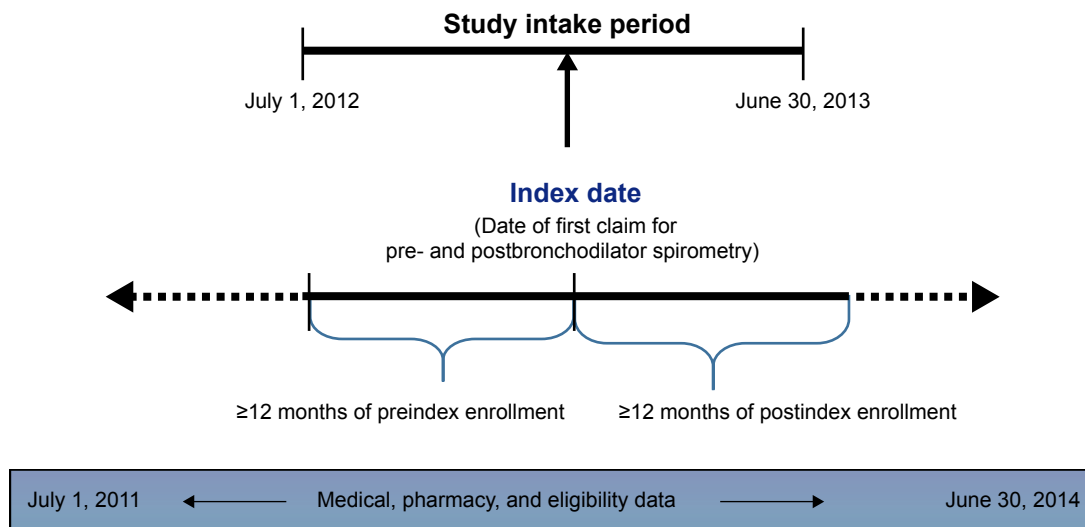 Study intake period
July 1, 2012
June 30, 2013
Index date
(Date of first claim for
pre- and postbronchodilator spirometry)
≥12 months of preindex enrollment
≥12 months of postindex enrollment
July 1, 2011
Medical, pharmacy, and eligibility data
June 30, 2014